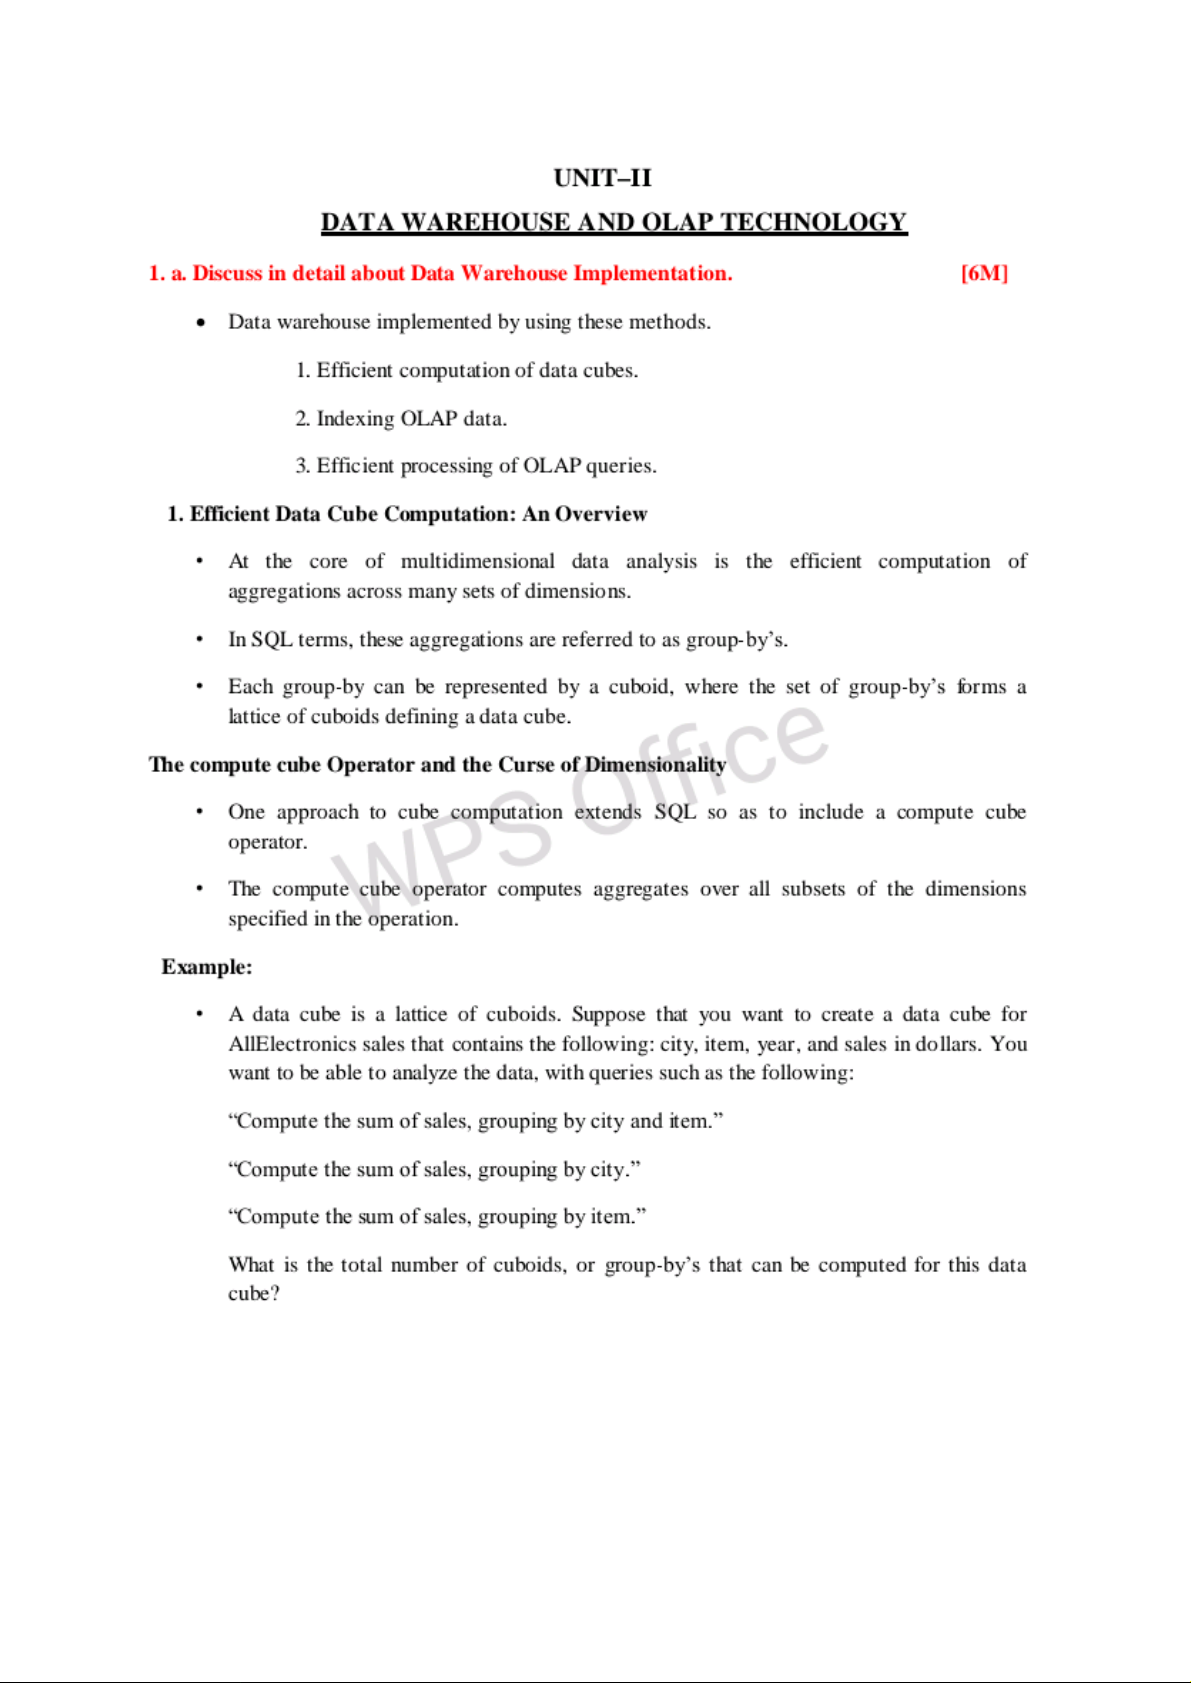 UNIT–II
DATA WAREHOUSE AND OLAP TECHNOLOGY
1. a. Discuss in detail about Data Warehouse Implementation. [6M]
• Data warehouse implemented by using these methods.
1. Efficient computation of data cubes.
2. Indexing OLAP data.
3. Efficient processing of OLAP queries.
1. Efficient Data Cube Computation: An Overview
• At the core of multidimensional data analysis is the efficient computation of
aggregations across many sets of dimensions.
• In SQL terms, these aggregations are referred to as group-by’s.
• Each group-by can be represented by a cuboid, where the set of group-by’s forms a
lattice of cuboids defining a data cube.
The compute cube Operator and the Curse of Dimensionality
• One approach to cube computation extends SQL so as to include a compute cube
operator.
• The compute cube operator computes aggregates over all subsets of the dimensions
specified in the operation.
WPS Office
Example:
• A data cube is a lattice of cuboids. Suppose that you want to create a data cube for
AllElectronics sales that contains the following: city, item, year, and sales in dollars. You
want to be able to analyze the data, with queries such as the following:
“Compute the sum of sales, grouping by city and item.”
“Compute the sum of sales, grouping by city.”
“Compute the sum of sales, grouping by item.”
What is the total number of cuboids, or group-by’s that can be computed for this data
cube?